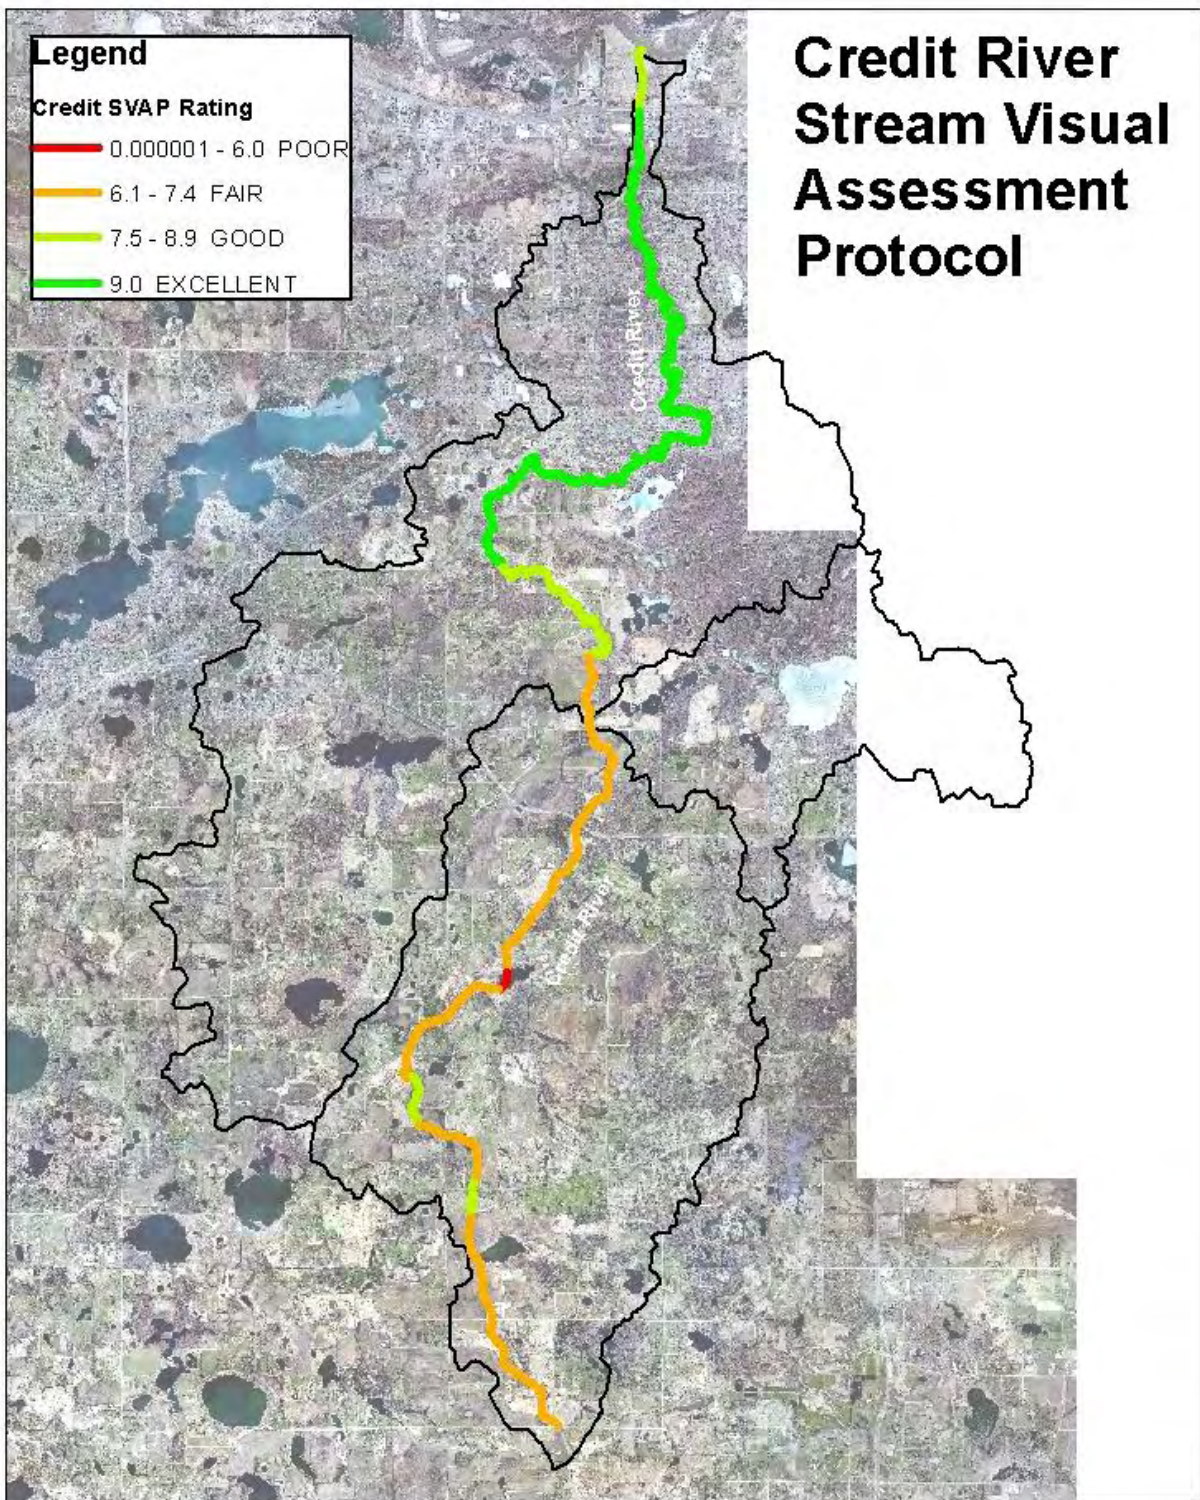 Legend
Credit SVAP Rating
0.000001 - 6.0 POOR
6.1 - 7.4 FAIR
7.5 - 8.9 GOOD
9.0 EXCELLENT
Credit River
Stream Visual
Assessment
Protocol
Credit River
Credit River